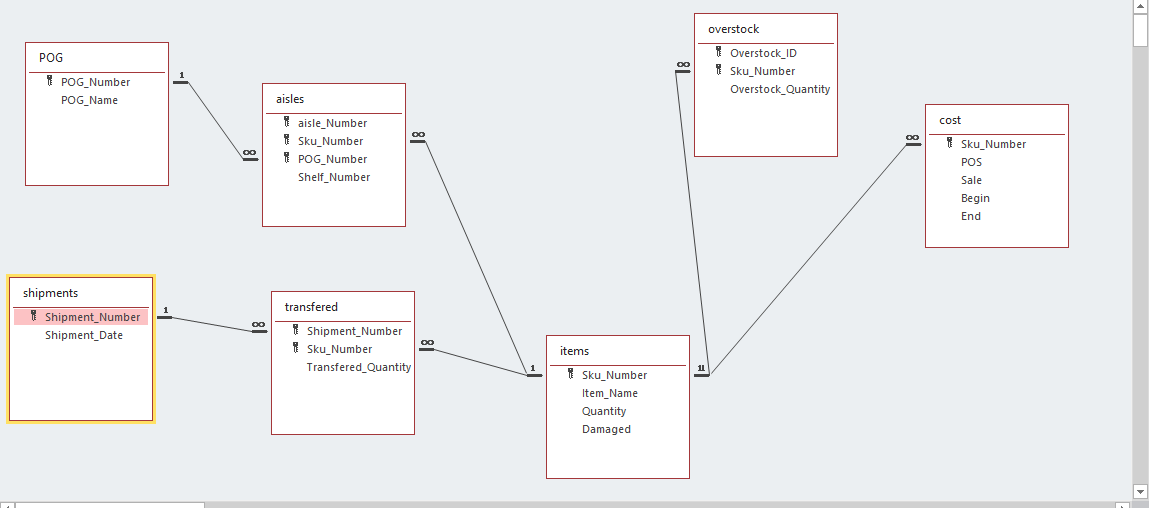 POG
POG_Number
POG_Name
1
∞
aisles
aisle_Number
Sku_Number
POG_Number
Shelf_Number
∞
shipments
Shipment_Number
Shipment_Date
1
∞
transfered
Shipment_Number
Sku_Number
Transfered_Quantity
∞
1
items
Sku_Number
Item_Name
Quantity
Damaged
11
∞
overstock
Overstock_ID
Sku_Number
Overstock_Quantity
∞
cost
Sku_Number
POS
Sale
Begin
End